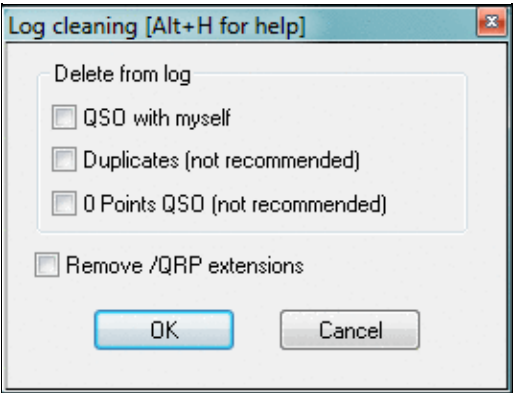 Log cleaning [Alt+H for help]
Delete from log
QSO with myself
Duplicates (not recommended)
0 Points QSO (not recommended)
Remove /QRP extensions
OK
Cancel